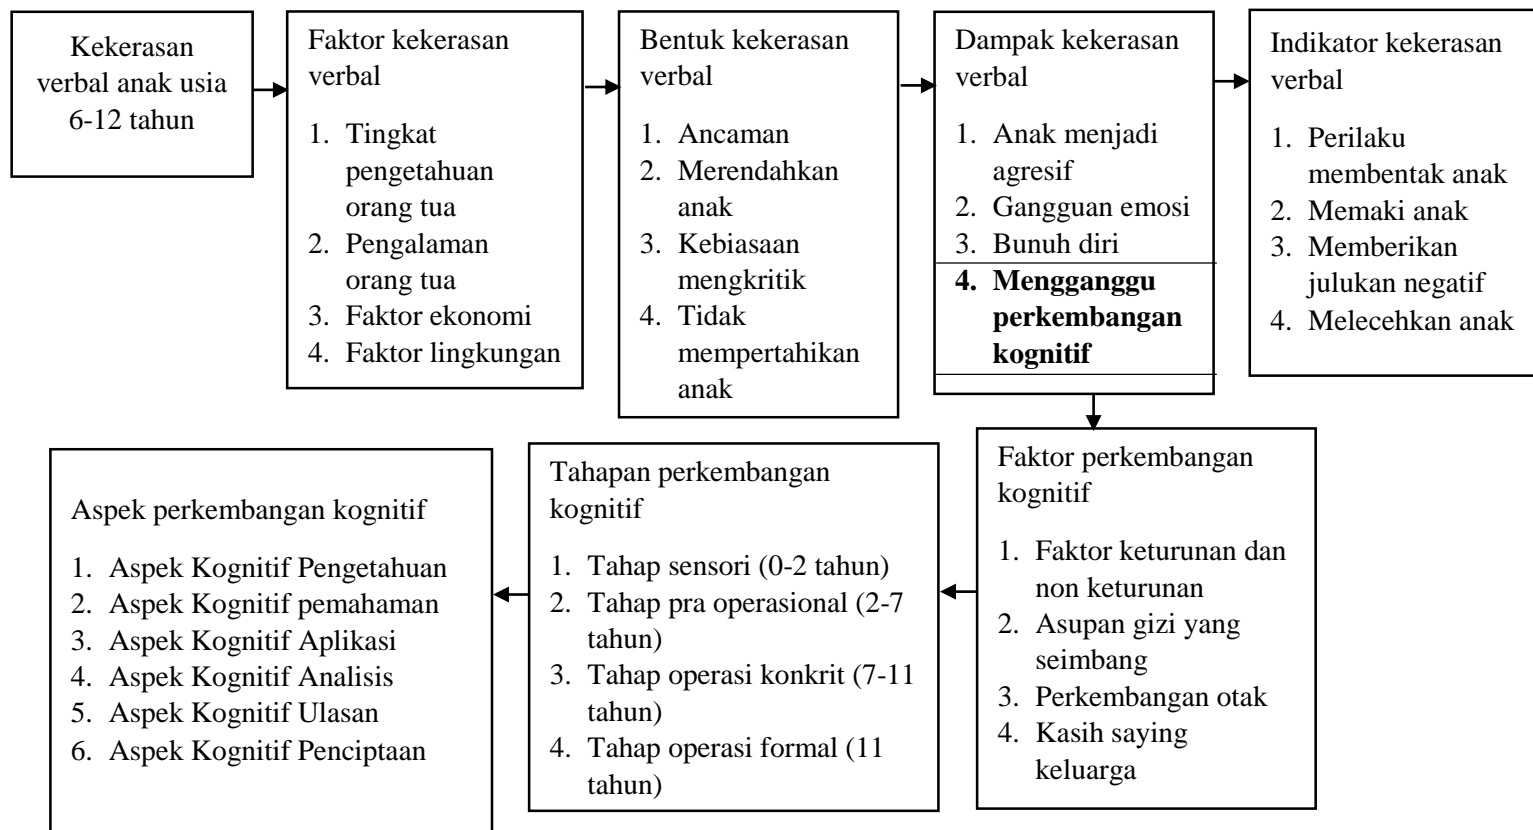 Kekerasan
verbal anak usia
6-12 tahun
Faktor kekerasan
verbal
1. Tingkat
pengetahuan
orang tua
2. Pengalaman
orang tua
3. Faktor ekonomi
4. Faktor lingkungan
Bentuk kekerasan
verbal
1. Ancaman
2. Merendahkan
anak
3. Kebiasaan
mengkritik
4. Tidak
mempertahikan
anak
Dampak kekerasan
verbal
1. Anak menjadi
agresif
2. Gangguan emosi
3. Bunuh diri
4. Mengganggu
perkembangan
kognitif
Indikator kekerasan
verbal
1. Perilaku
membentak anak
2. Memaki anak
3. Memberikan
julukan negatif
4. Melecehkan anak
Faktor perkembangan
kognitif
1. Faktor keturunan dan
non keturunan
2. Asupan gizi yang
seimbang
3. Perkembangan otak
4. Kasih saying
keluarga
Tahapan perkembangan
kognitif
1. Tahap sensori (0-2 tahun)
2. Tahap pra operasional (2-7
tahun)
3. Tahap operasi konkrit (7-11
tahun)
4. Tahap operasi formal (11
tahun)
Aspek perkembangan kognitif
1. Aspek Kognitif Pengetahuan
2. Aspek Kognitif pemahaman
3. Aspek Kognitif Aplikasi
4. Aspek Kognitif Analisis
5. Aspek Kognitif Ulasan
6. Aspek Kognitif Penciptaan